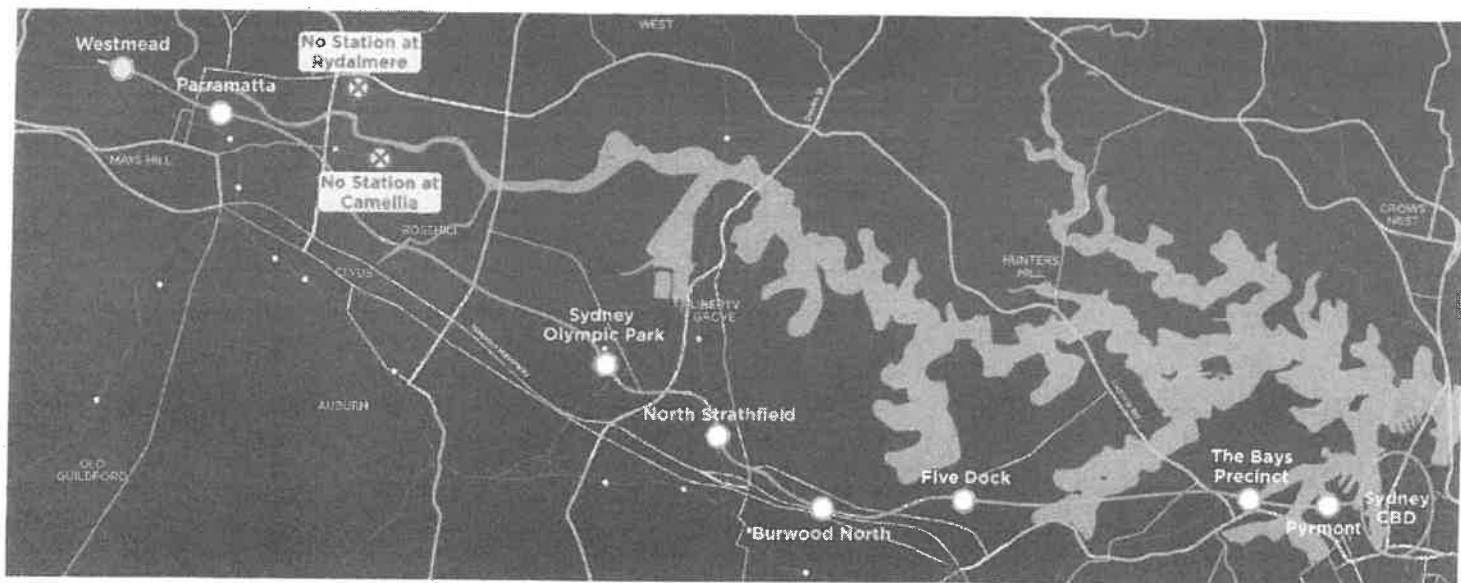 WEST
Westmead
No Station at
Rydalmere
Parramatta
MAYS HILL
No Station at
Camellia
ROSEHILL
CLYDE
CROWS
NEST
HUNTERS
HILL
LIBERTY
GROVE
Sydney
Olympic Park
AUBURN
North Strathfield
OLD
GUILDFORD
Five Dock
The Bays
Precinct
Sydney
CBD
Burwood North
Pyrmont